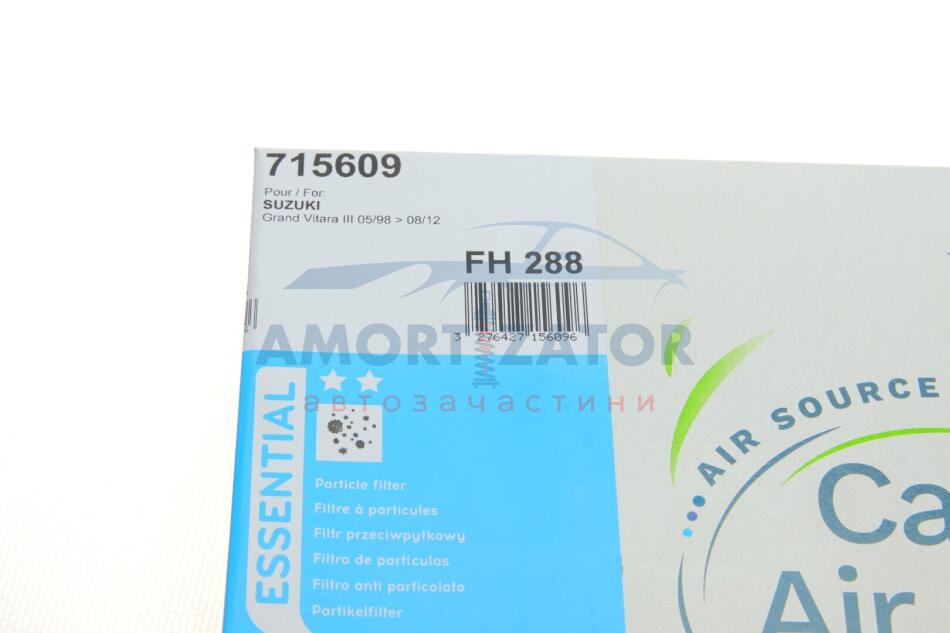 715609
Pour / For:
SUZUKI
Grand Vitara III 05/98 > 08/12
FH 288
3 276427 156096
AMORTIZATOR
автозачастини
ESSENTIAL
Particle filter
Filtre à particules
Filtr przeciwpyłkowy
Filtro de partículas
Filtro anti particolato
Partikelfilter
AIR SOURCE
Ca
Air